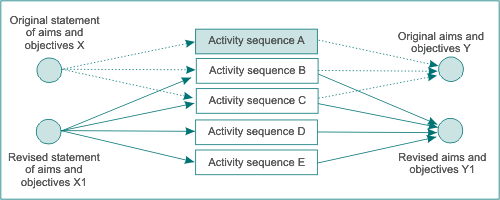 Original statement
of aims and
objectives X
Activity sequence A
Original aims and
objectives Y
Activity sequence B
Activity sequence C
Activity sequence D
Revised statement
of aims and
objectives X1
Activity sequence E
Revised aims and
objectives Y1